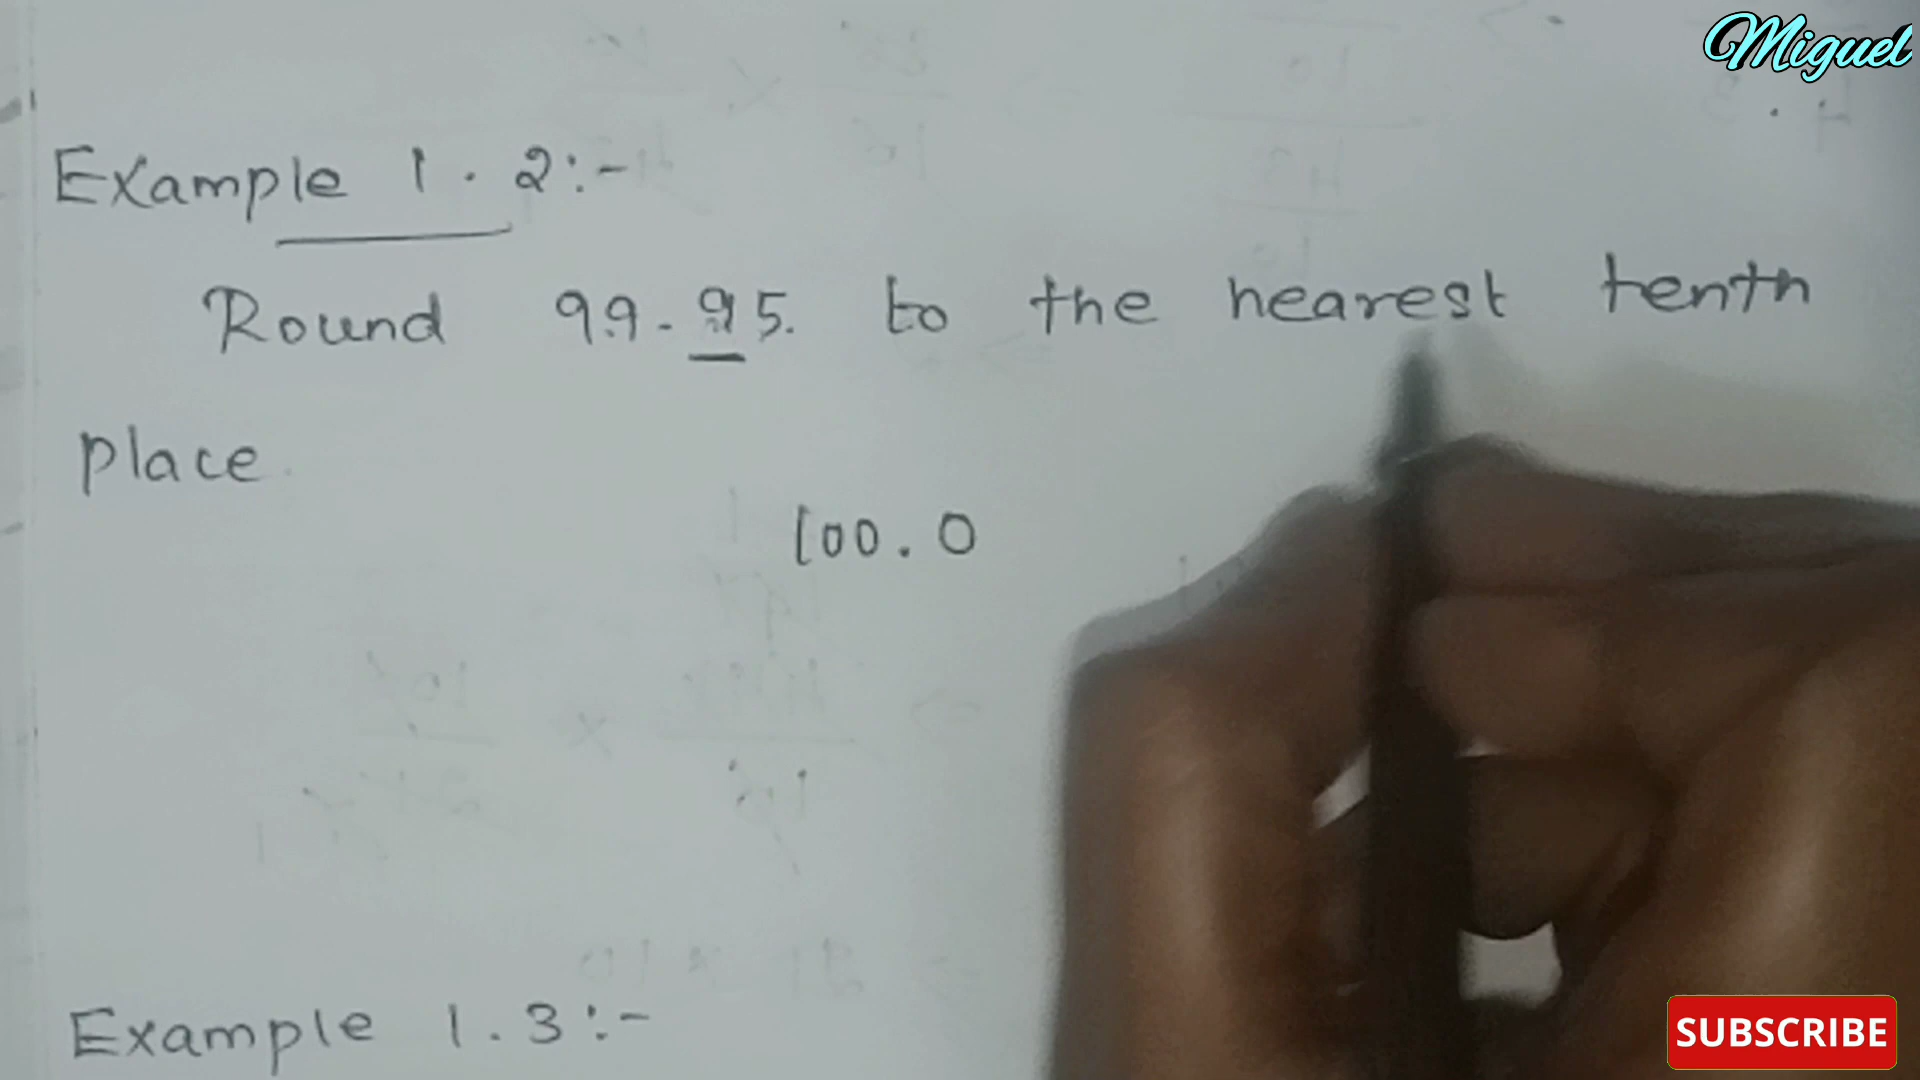 Miguel
Example 1.2:-
Round 99.95. to the nearest tenth
place.
100.0
Example 1.3:-
SUBSCRIBE